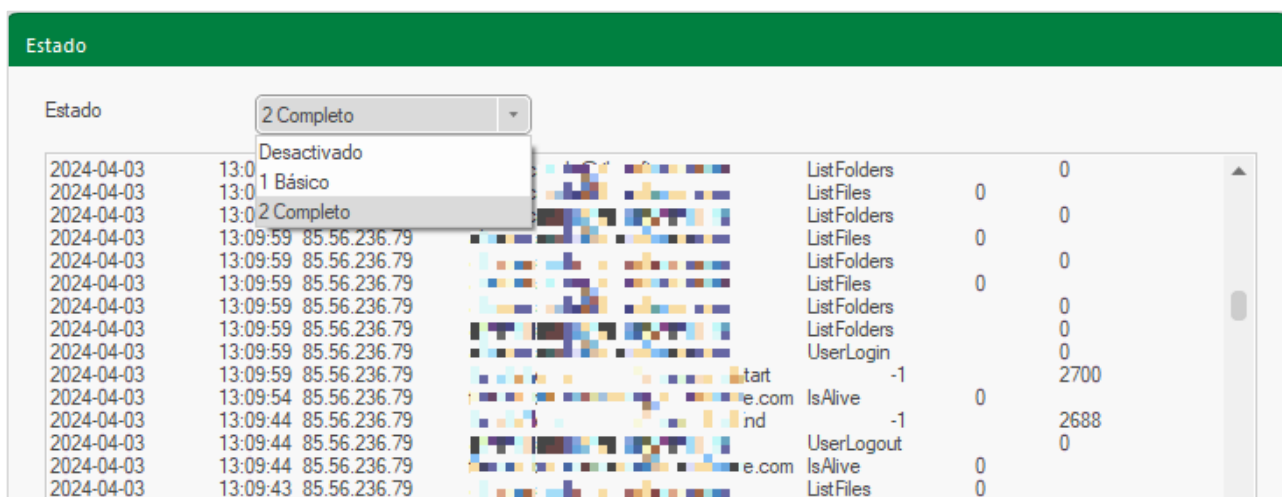 Estado
Estado 2 Completo
Desactivado
1 Básico
2 Completo
2024-04-03 13:0 ListFolders 0
2024-04-03 13:0 ListFiles 0
2024-04-03 13:0 ListFolders 0
2024-04-03 13:09:59 85.56.236.79 ListFiles 0
2024-04-03 13:09:59 85.56.236.79 ListFolders 0
2024-04-03 13:09:59 85.56.236.79 ListFiles 0
2024-04-03 13:09:59 85.56.236.79 ListFolders 0
2024-04-03 13:09:59 85.56.236.79 ListFolders 0
2024-04-03 13:09:59 85.56.236.79 UserLogin 0
2024-04-03 13:09:59 85.56.236.79 tart -1 2700
2024-04-03 13:09:54 85.56.236.79 e.com IsAlive 0
2024-04-03 13:09:44 85.56.236.79 nd -1 2688
2024-04-03 13:09:44 85.56.236.79 UserLogout 0
2024-04-03 13:09:44 85.56.236.79 e.com IsAlive 0
2024-04-03 13:09:43 85.56.236.79 ListFiles 0